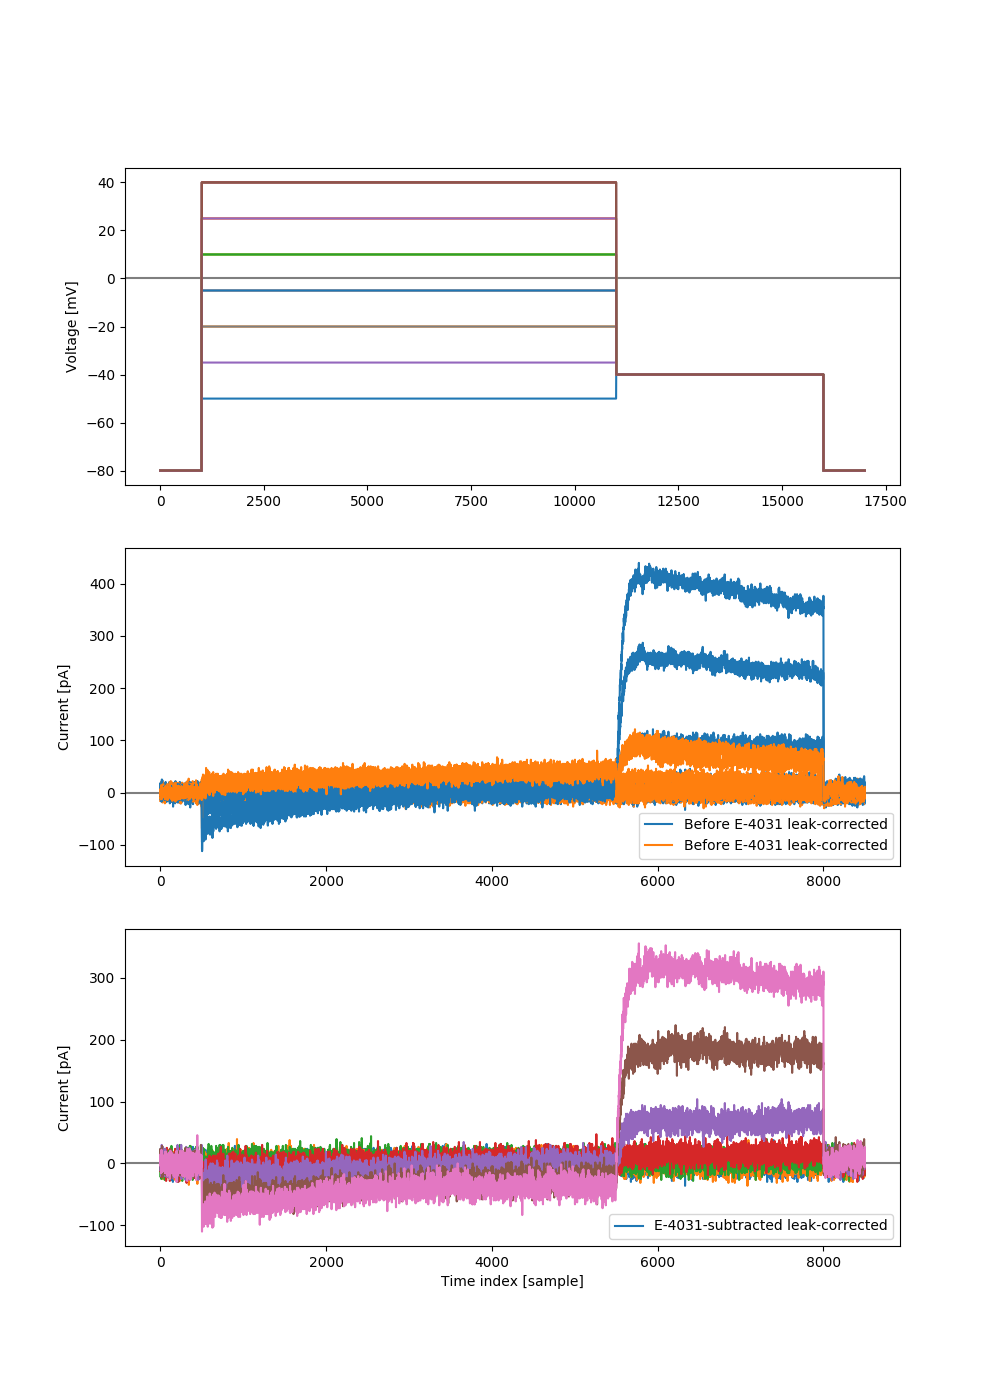 40
20
0
−20
−40
−60
−80
Voltage [mV]
0 2500 5000 7500 10000 12500 15000 17500
400
300
200
100
0
−100
Current [pA]
Before E-4031 leak-corrected
Before E-4031 leak-corrected
0 2000 4000 6000 8000
300
200
100
0
−100
Current [pA]
E-4031-subtracted leak-corrected
0 2000 4000 6000 8000
Time index [sample]